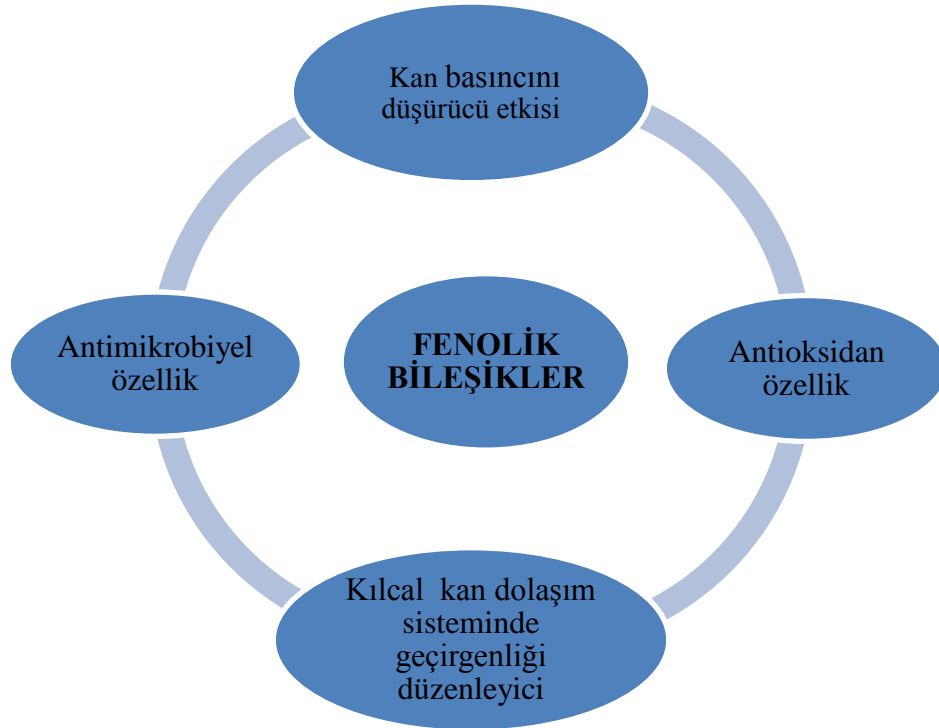 Kan basıncını
düşürücü etkisi
Antimikrobiyel
özellik
FENOLİK
BİLEŞİKLER
Antioksidan
özellik
Kılcal kan dolaşım
sisteminde
geçirgenliği
düzenleyici